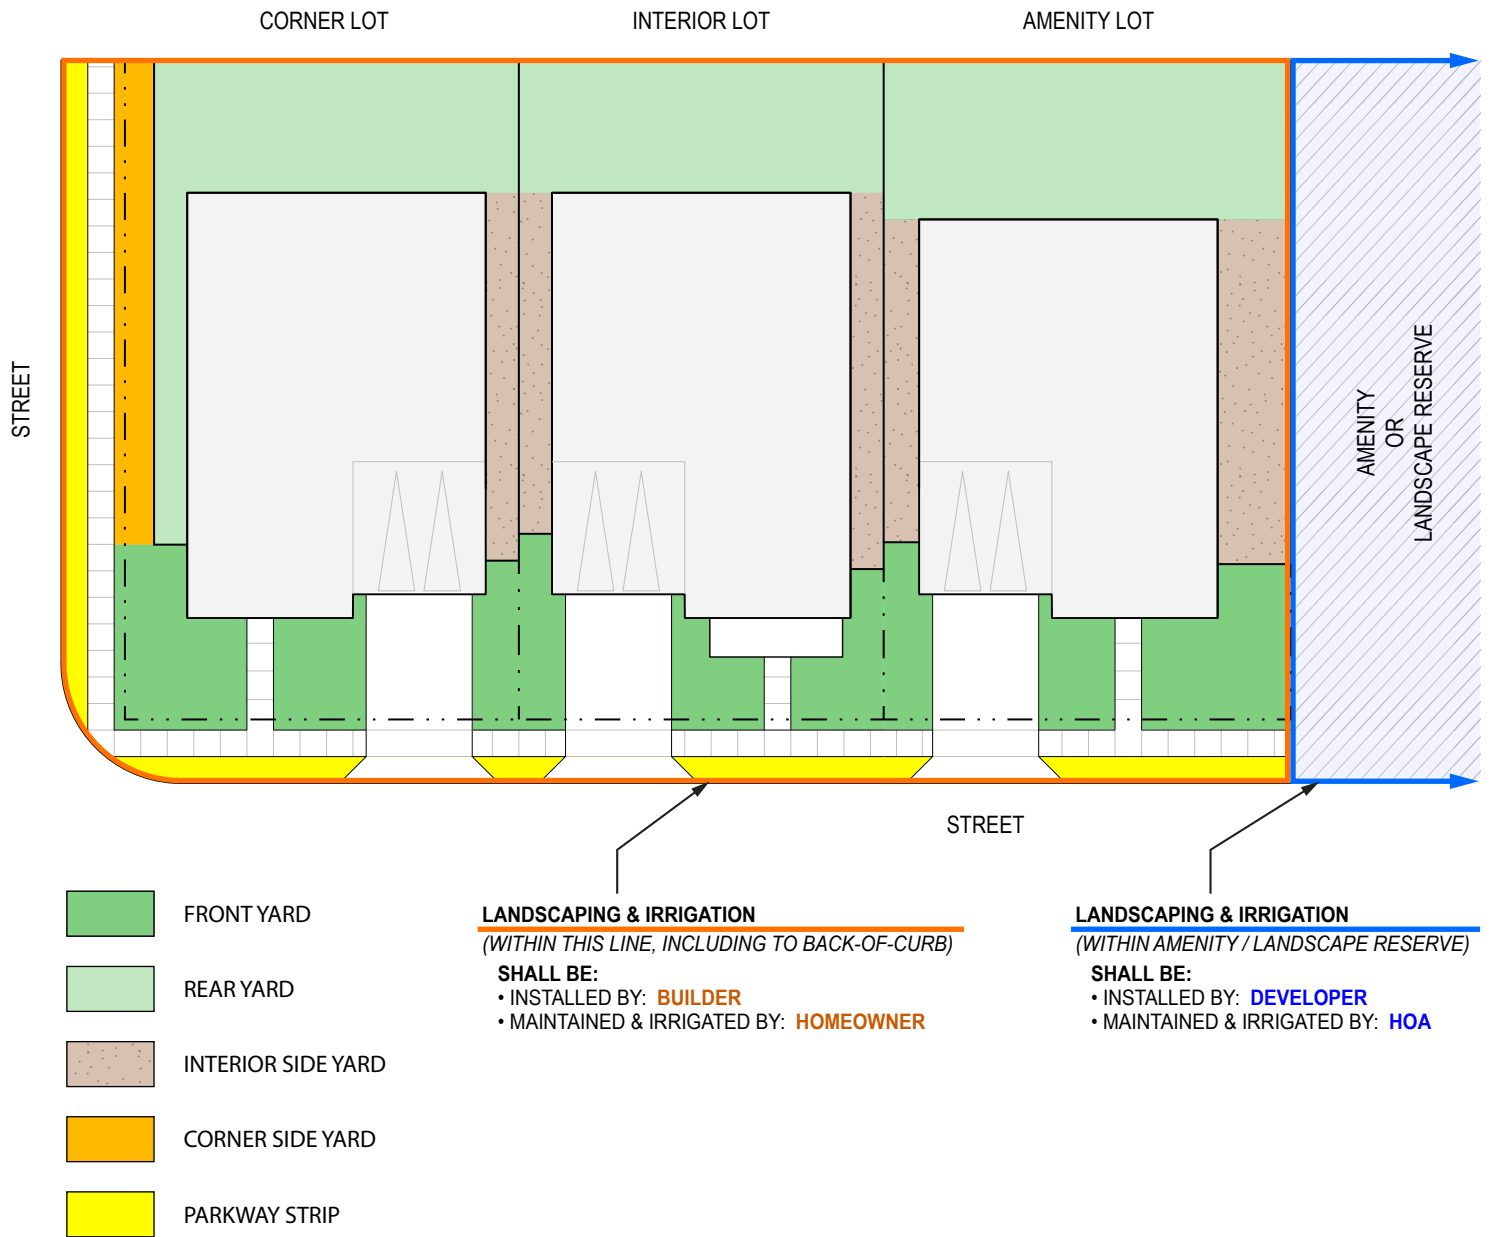 CORNER LOT
INTERIOR LOT
AMENITY LOT
STREET
AMENITY
OR
LANDSCAPE RESERVE
STREET
FRONT YARD
REAR YARD
INTERIOR SIDE YARD
CORNER SIDE YARD
PARKWAY STRIP
LANDSCAPING & IRRIGATION
(WITHIN THIS LINE, INCLUDING TO BACK-OF-CURB)
SHALL BE:
• INSTALLED BY: BUILDER
• MAINTAINED & IRRIGATED BY: HOMEOWNER
LANDSCAPING & IRRIGATION
(WITHIN AMENITY / LANDSCAPE RESERVE)
SHALL BE:
• INSTALLED BY: DEVELOPER
• MAINTAINED & IRRIGATED BY: HOA